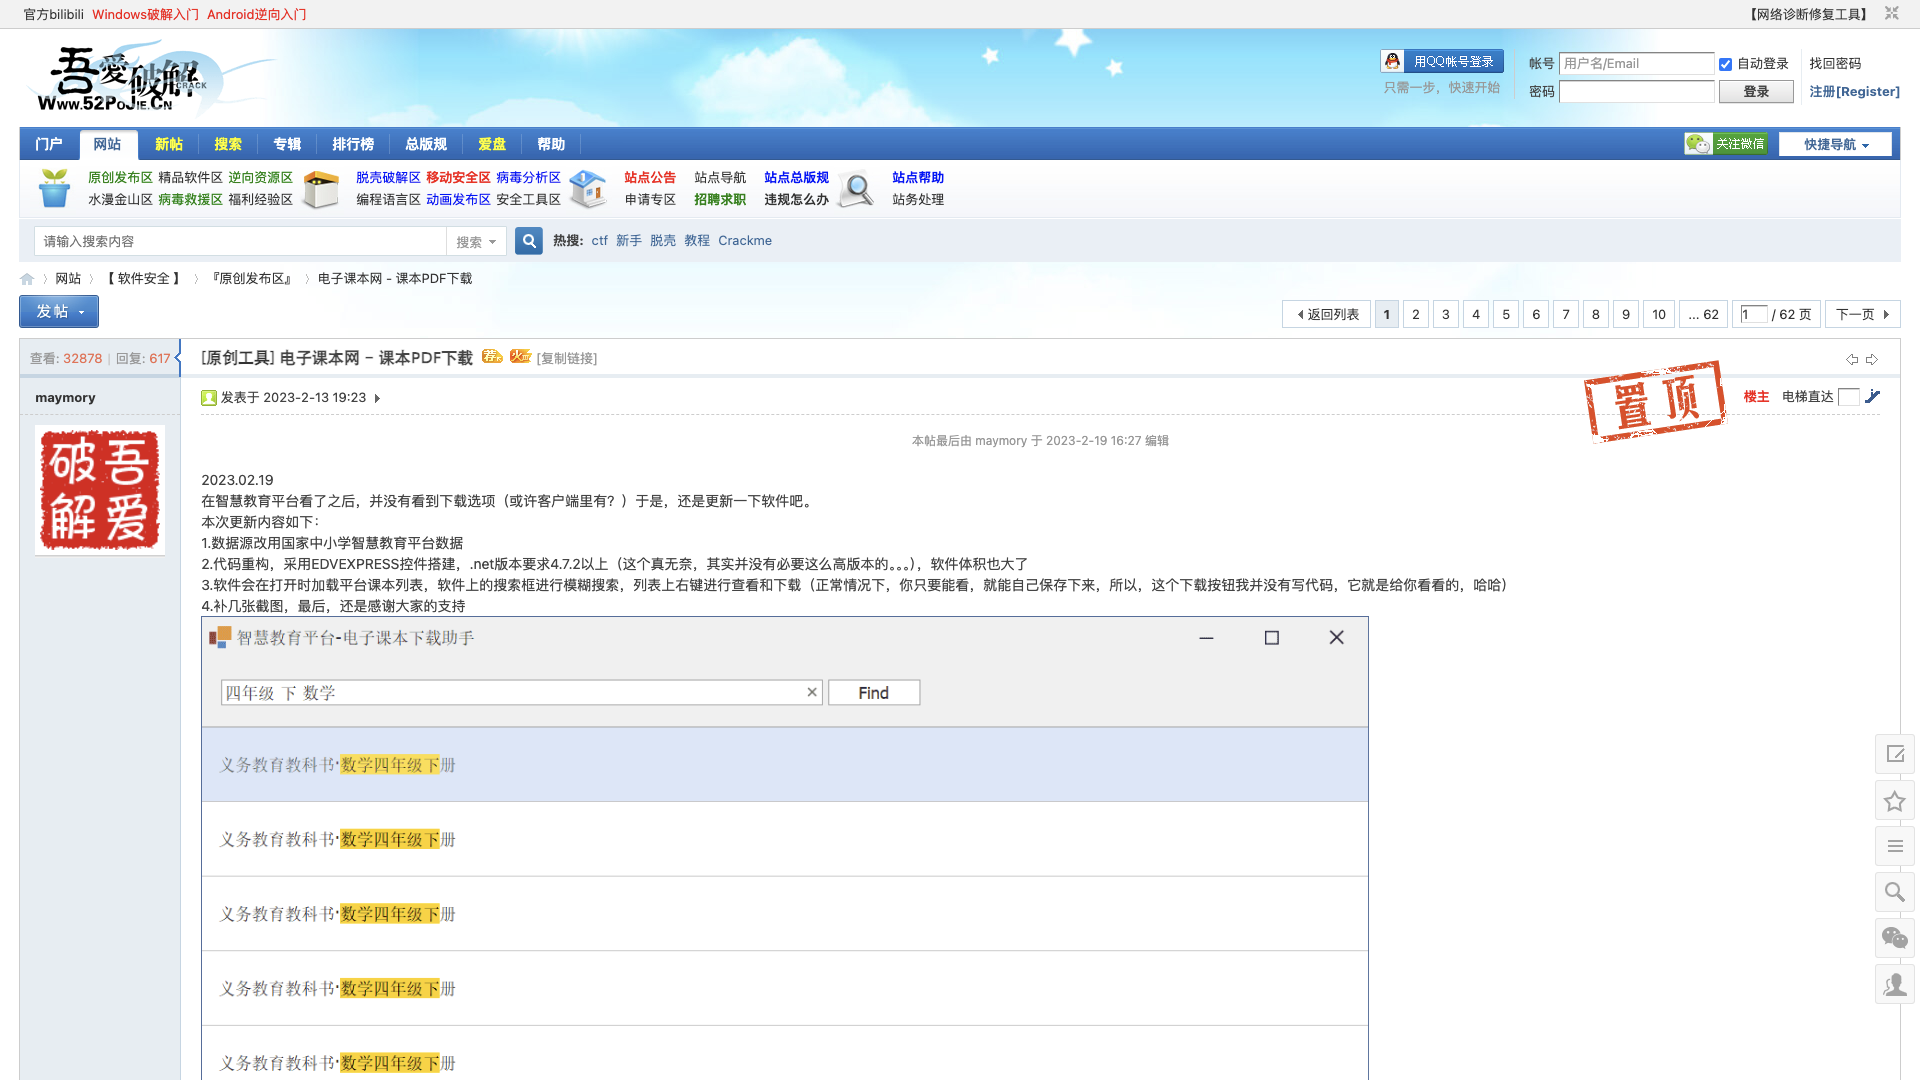 官方bilibili Windows破解入门 Android逆向入门 【网络诊断修复工具】
吾爱破解 CRACK
Www.52PoJie.Cn
用QQ帐号登录
只需一步，快速开始
帐号 用户名/Email 自动登录 找回密码
密码 登录 注册[Register]
门户 网站 新帖 搜索 专辑 排行榜 总版规 爱盘 帮助 关注微信 快捷导航
原创发布区 精品软件区 逆向资源区 脱壳破解区 移动安全区 病毒分析区 站点公告 站点导航 站点总版规 站点帮助
水漫金山区 病毒救援区 福利经验区 编程语言区 动画发布区 安全工具区 申请专区 招聘求职 违规怎么办 站务处理
请输入搜索内容 搜索 热搜: ctf 新手 脱壳 教程 Crackme
网站 【 软件安全 】 『原创发布区』 电子课本网 - 课本PDF下载
发帖 返回列表 1 2 3 4 5 6 7 8 9 10 ... 62 1 / 62 页 下一页
查看: 32878 | 回复: 617 [原创工具] 电子课本网 - 课本PDF下载 [复制链接]
maymory 发表于 2023-2-13 19:23 置顶 楼主 电梯直达
吾爱破解
本帖最后由 maymory 于 2023-2-19 16:27 编辑
2023.02.19
在智慧教育平台看了之后，并没有看到下载选项（或许客户端里有？）于是，还是更新一下软件吧。
本次更新内容如下：
1.数据源改用国家中小学智慧教育平台数据
2.代码重构，采用EDVEXPRESS控件搭建，.net版本要求4.7.2以上（这个真无奈，其实并没有必要这么高版本的。。。），软件体积也大了
3.软件会在打开时加载平台课本列表，软件上的搜索框进行模糊搜索，列表上右键进行查看和下载（正常情况下，你只要能看，就能自己保存下来，所以，这个下载按钮我并没有写代码，它就是给你看看的，哈哈）
4.补几张截图，最后，还是感谢大家的支持
智慧教育平台-电子课本下载助手
四年级 下 数学 Find
义务教育教科书·数学四年级下册
义务教育教科书·数学四年级下册
义务教育教科书·数学四年级下册
义务教育教科书·数学四年级下册
义务教育教科书·数学四年级下册